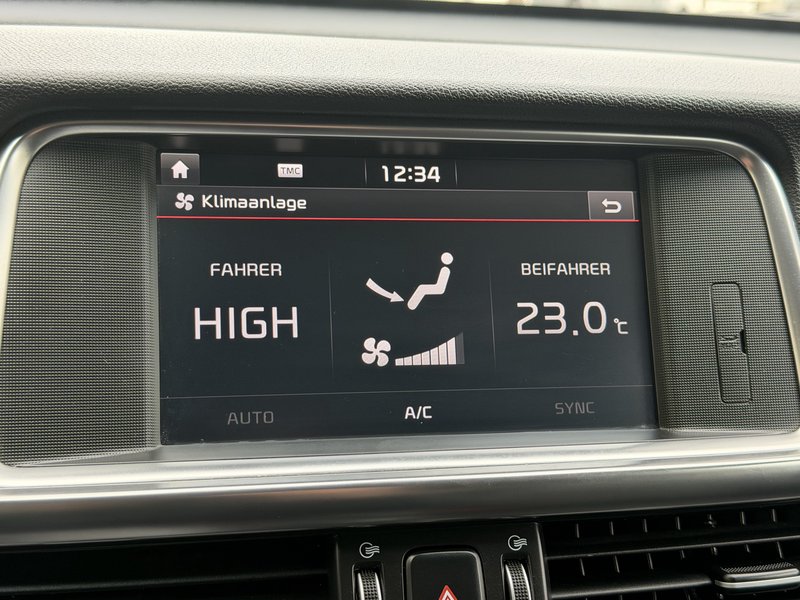 TMC 12:34
Klimaanlage
FAHRER BEIFAHRER
HIGH 23.0 °C
AUTO A/C SYNC